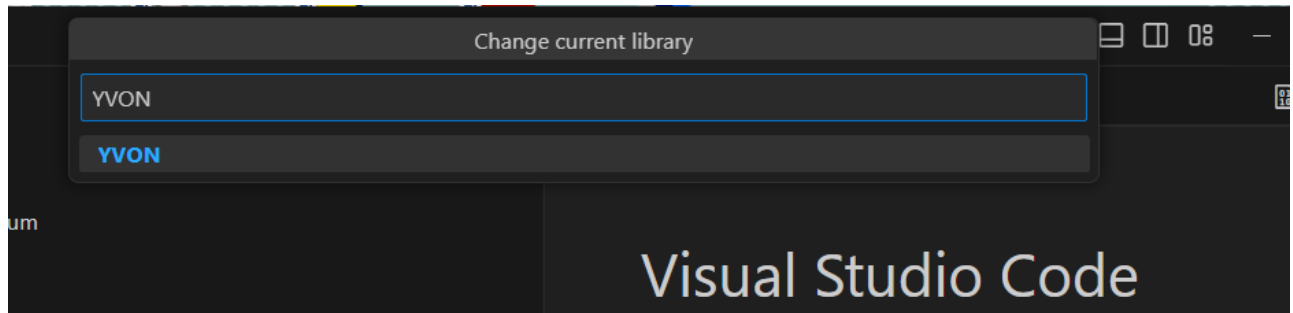 Change current library
YVON
YVON
um
Visual Studio Code